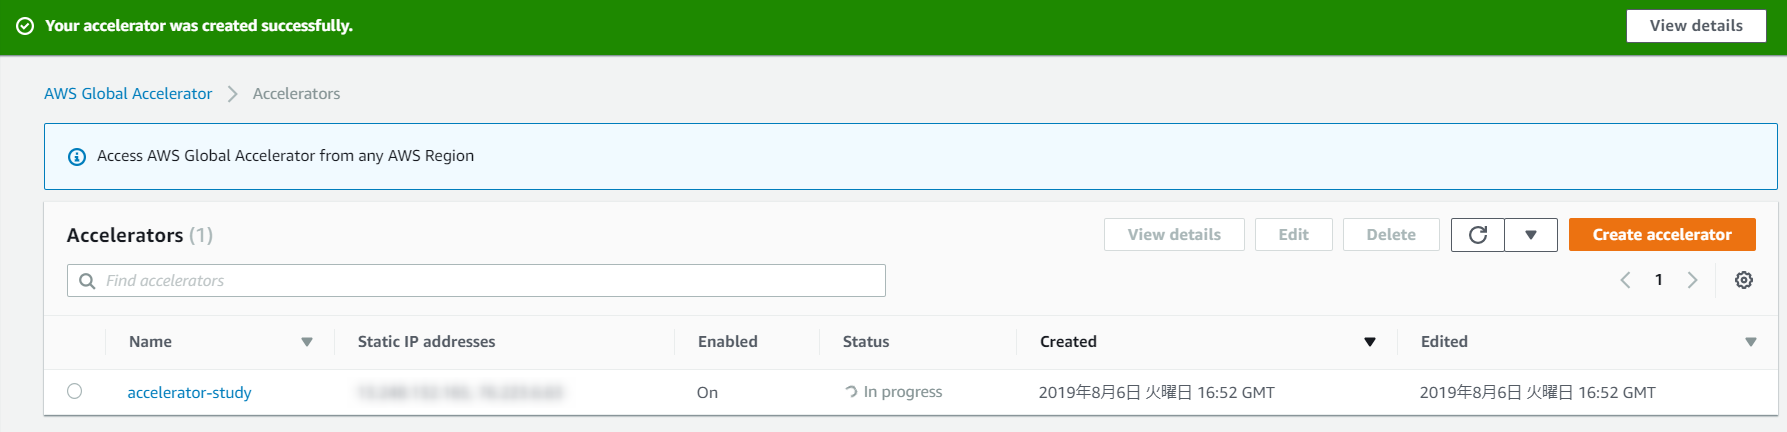 Your accelerator was created successfully.
View details
AWS Global Accelerator > Accelerators
Access AWS Global Accelerator from any AWS Region
Accelerators (1)
View details Edit Delete Create accelerator
Find accelerators
1
Name Static IP addresses Enabled Status Created Edited
accelerator-study On In progress 2019年8月6日 火曜日 16:52 GMT 2019年8月6日 火曜日 16:52 GMT